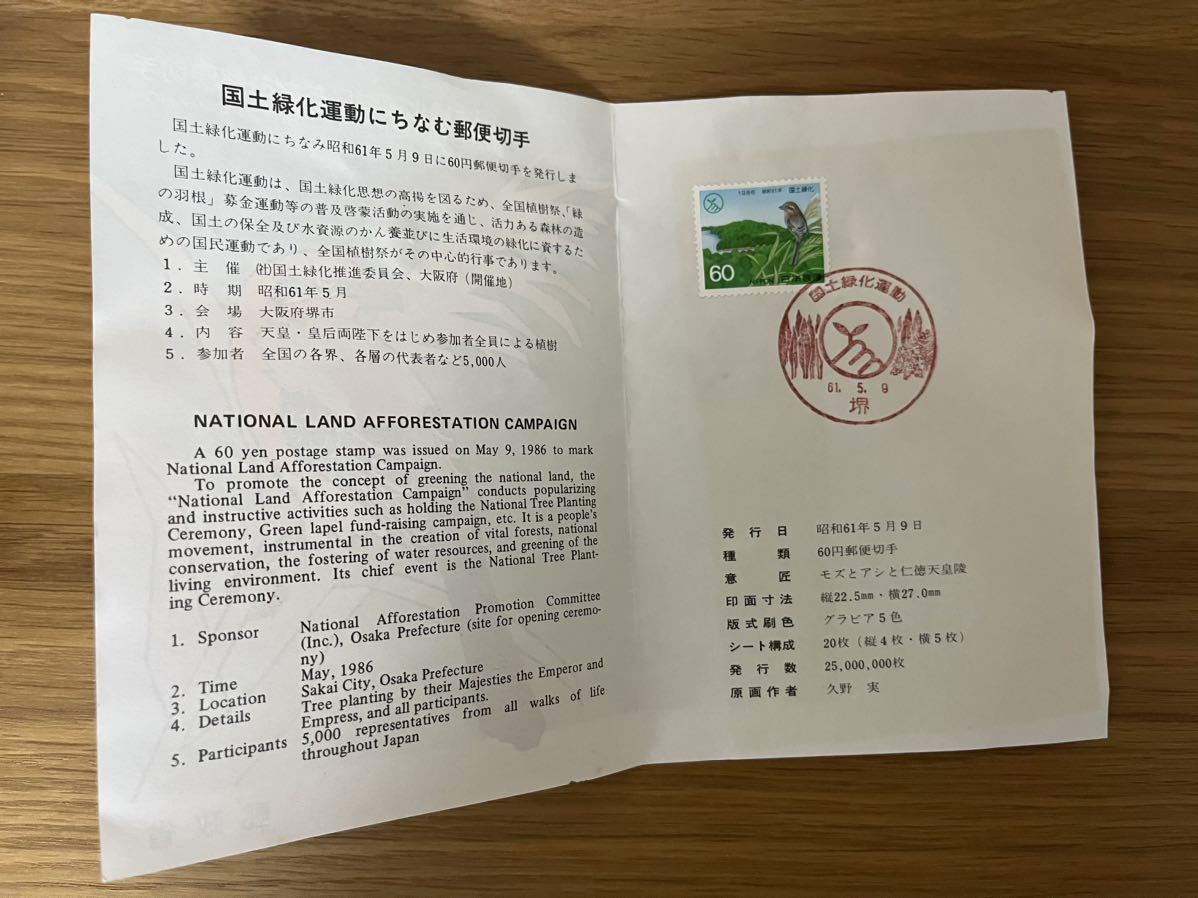 国土緑化運動にちなむ郵便切手
国土緑化運動にちなみ昭和61年5月9日に60円郵便切手を発行しま
した。
国土緑化運動は、国土緑化思想の高揚を図るため、全国植樹祭、「緑
の羽根」募金運動等の普及啓蒙活動の実施を通じ、活力ある森林の造
成、国土の保全及び水資源のかん養並びに生活環境の緑化に資するた
めの国民運動であり、全国植樹祭がその中心的行事であります。
1．主　催　㈳国土緑化推進委員会、大阪府（開催地）
2．時　期　昭和61年5月
3．会　場　大阪府堺市
4．内　容　天皇・皇后両陛下をはじめ参加者全員による植樹
5．参加者　全国の各界、各層の代表者など5,000人
NATIONAL LAND AFFORESTATION CAMPAIGN
A 60 yen postage stamp was issued on May 9, 1986 to mark
National Land Afforestation Campaign.
To promote the concept of greening the national land, the
“National Land Afforestation Campaign” conducts popularizing
and instructive activities such as holding the National Tree Planting
Ceremony, Green lapel fund-raising campaign, etc. It is a people's
movement, instrumental in the creation of vital forests, national
conservation, the fostering of water resources, and greening of the
living environment. Its chief event is the National Tree Plant-
ing Ceremony.
1. Sponsor National Afforestation Promotion Committee
(Inc.), Osaka Prefecture (site for opening ceremo-
ny)
2. Time May, 1986
3. Location Sakai City, Osaka Prefecture
4. Details Tree planting by their Majesties the Emperor and
Empress, and all participants.
5. Participants 5,000 representatives from all walks of life
throughout Japan
1986 昭和61年 国土緑化
60
国土緑化運動
61. 5. 9
堺
発行日　昭和61年5月9日
種類　60円郵便切手
意匠　モズとアシと仁徳天皇陵
印面寸法　縦22.5mm・横27.0mm
版式刷色　グラビア5色
シート構成　20枚（縦4枚・横5枚）
発行数　25,000,000枚
原画作者　久野　実